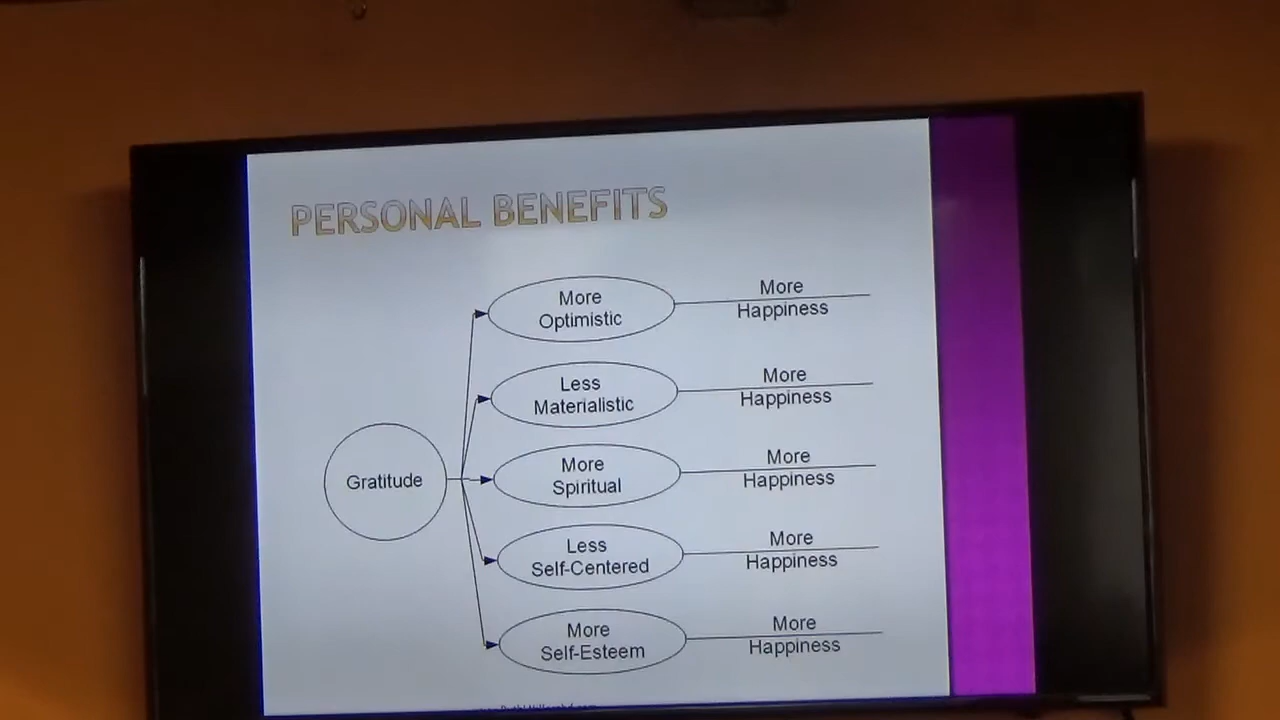 PERSONAL BENEFITS
More
Optimistic
More
Happiness
Less
Materialistic
More
Happiness
Gratitude
More
Spiritual
More
Happiness
Less
Self-Centered
More
Happiness
More
Self-Esteem
More
Happiness